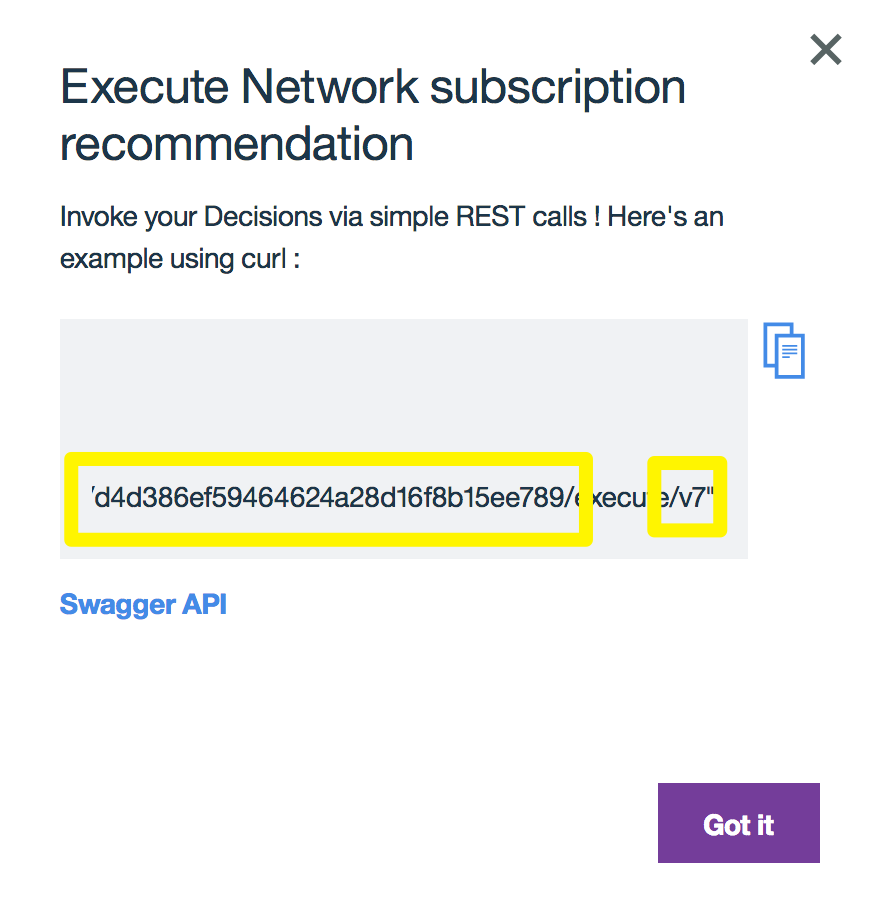 Execute Network subscription
recommendation
Invoke your Decisions via simple REST calls ! Here's an
example using curl :
/d4d386ef59464624a28d16f8b15ee789/execute/v7"
Swagger API
Got it